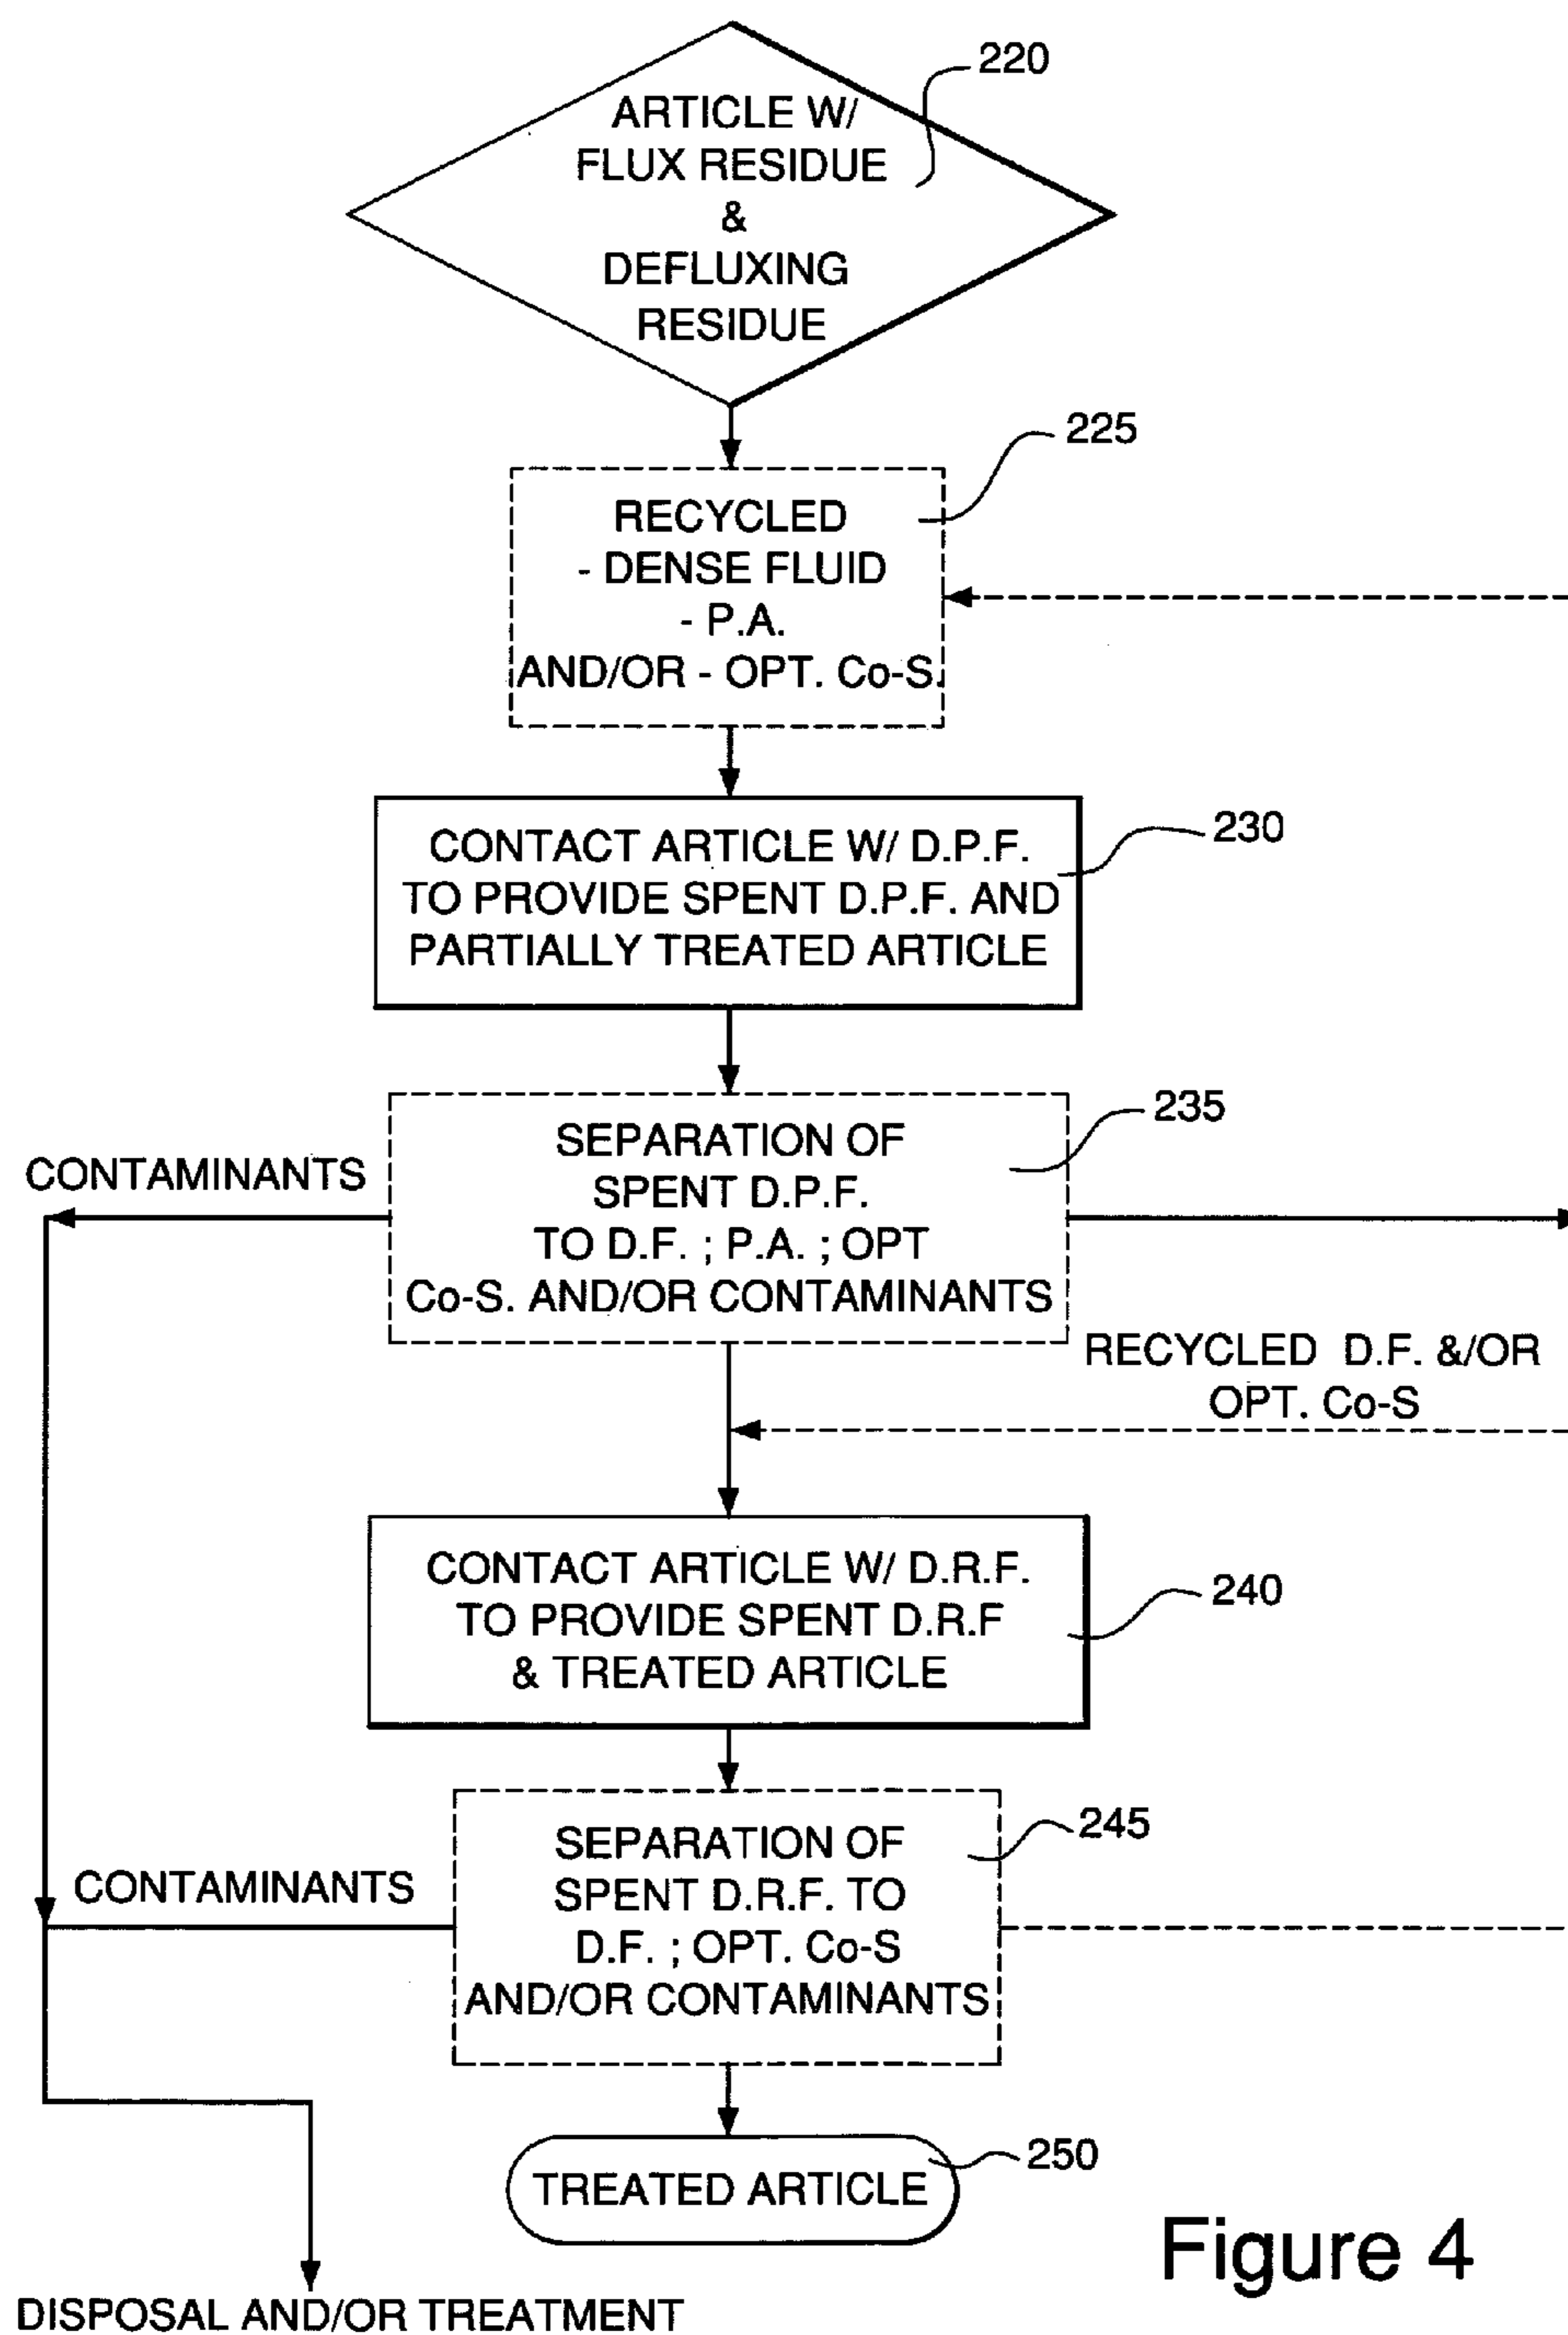 220
ARTICLE W/
FLUX RESIDUE
&
DEFLUXING
RESIDUE
225
RECYCLED
- DENSE FLUID
- P.A.
AND/OR - OPT. Co-S.
230
CONTACT ARTICLE W/ D.P.F.
TO PROVIDE SPENT D.P.F. AND
PARTIALLY TREATED ARTICLE
235
SEPARATION OF
SPENT D.P.F.
TO D.F. ; P.A. ; OPT
Co-S. AND/OR CONTAMINANTS
CONTAMINANTS
RECYCLED D.F. &/OR
OPT. Co-S
240
CONTACT ARTICLE W/ D.R.F.
TO PROVIDE SPENT D.R.F
& TREATED ARTICLE
245
SEPARATION OF
SPENT D.R.F. TO
D.F. ; OPT. Co-S
AND/OR CONTAMINANTS
CONTAMINANTS
250
TREATED ARTICLE
Figure 4
DISPOSAL AND/OR TREATMENT